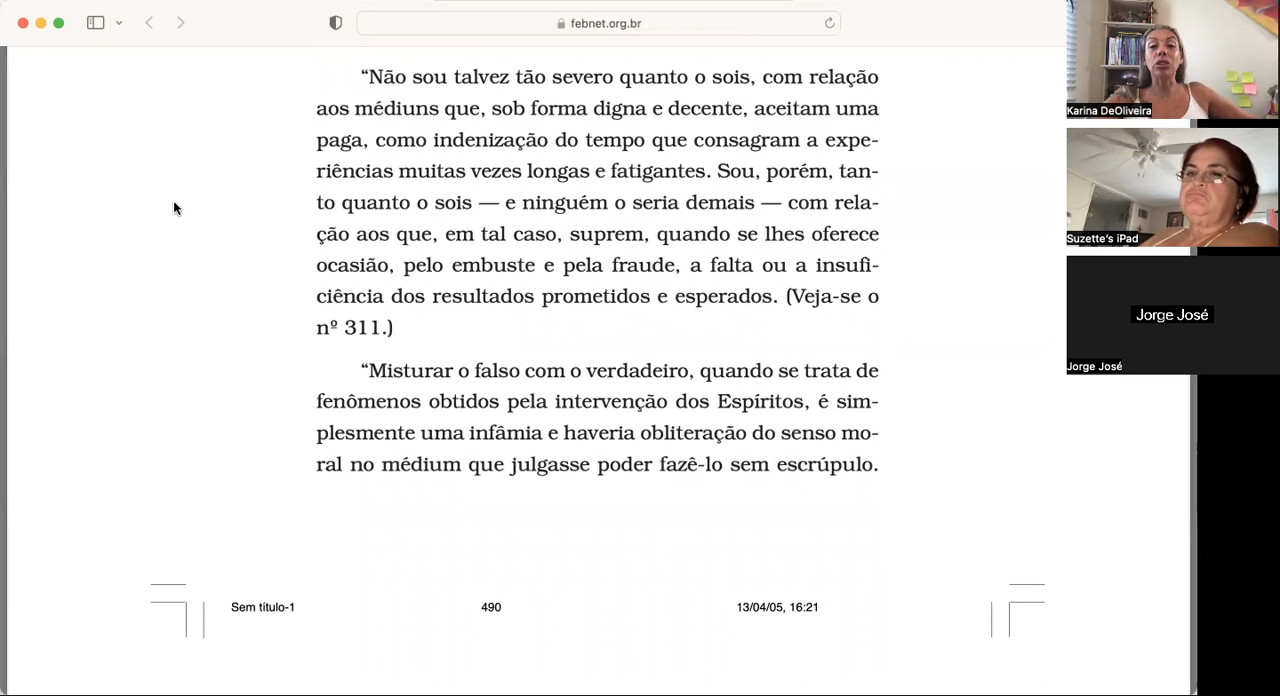 febnet.org.br
“Não sou talvez tão severo quanto o sois, com relação
aos médiuns que, sob forma digna e decente, aceitam uma
paga, como indenização do tempo que consagram a expe-
riências muitas vezes longas e fatigantes. Sou, porém, tan-
to quanto o sois — e ninguém o seria demais — com rela-
ção aos que, em tal caso, suprem, quando se lhes oferece
ocasião, pelo embuste e pela fraude, a falta ou a insufi-
ciência dos resultados prometidos e esperados. (Veja-se o
nº 311.)
“Misturar o falso com o verdadeiro, quando se trata de
fenômenos obtidos pela intervenção dos Espíritos, é sim-
plesmente uma infâmia e haveria obliteração do senso mo-
ral no médium que julgasse poder fazê-lo sem escrúpulo.
Sem título-1
490
13/04/05, 16:21
Karina DeOliveira
Suzette’s iPad
Jorge José
Jorge José